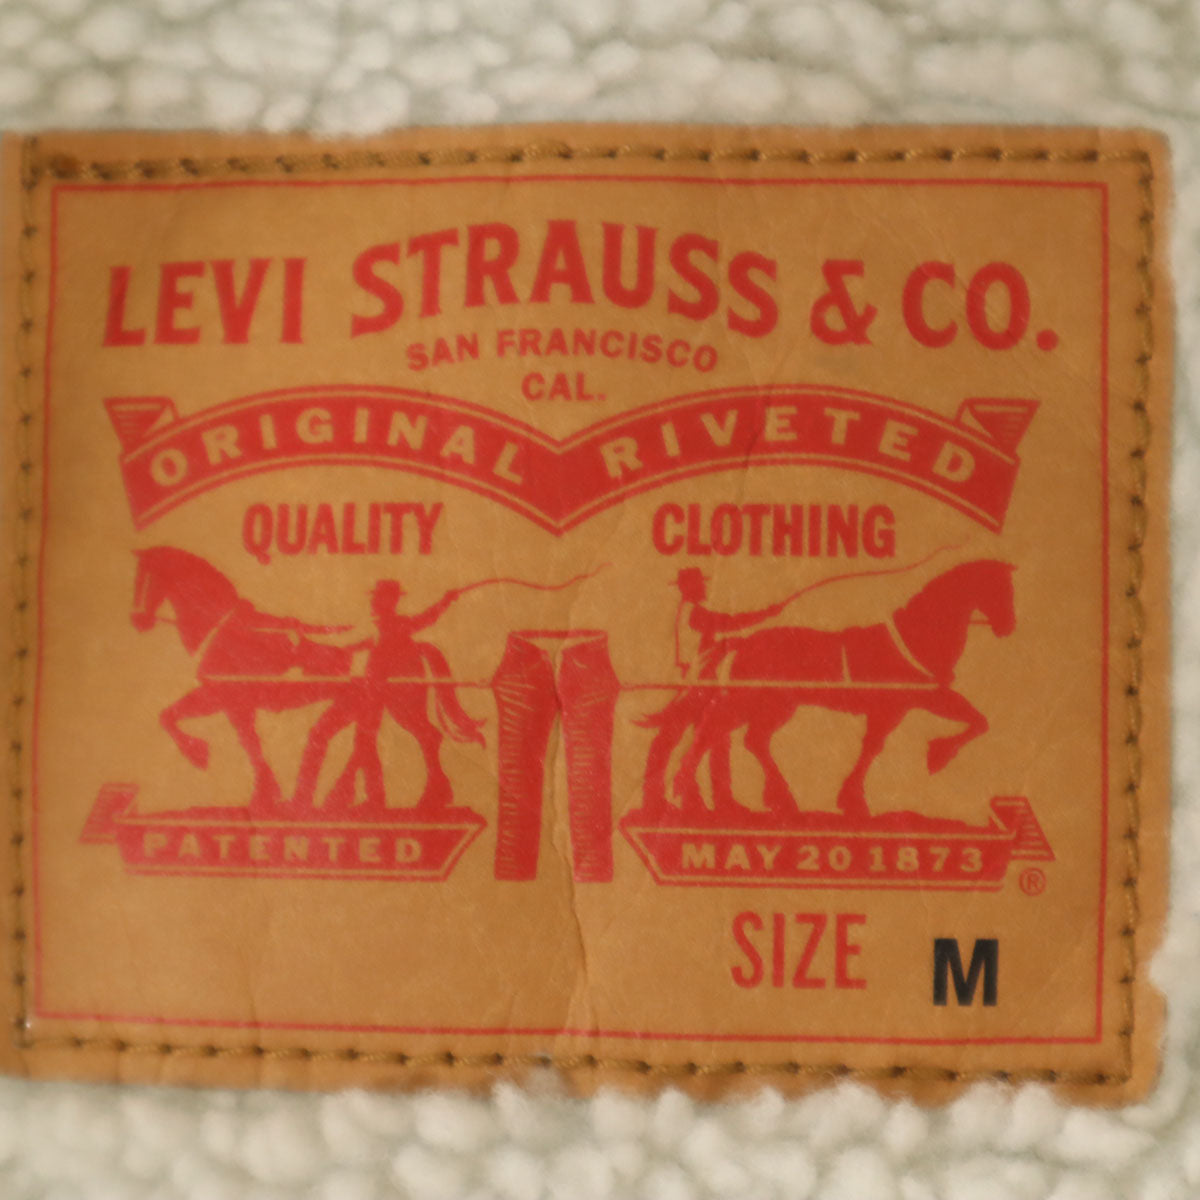 LEVI STRAUSS & CO.
SAN FRANCISCO
CAL.
ORIGINAL RIVETED
QUALITY CLOTHING
PATENTED MAY 20 1873
®
SIZE M